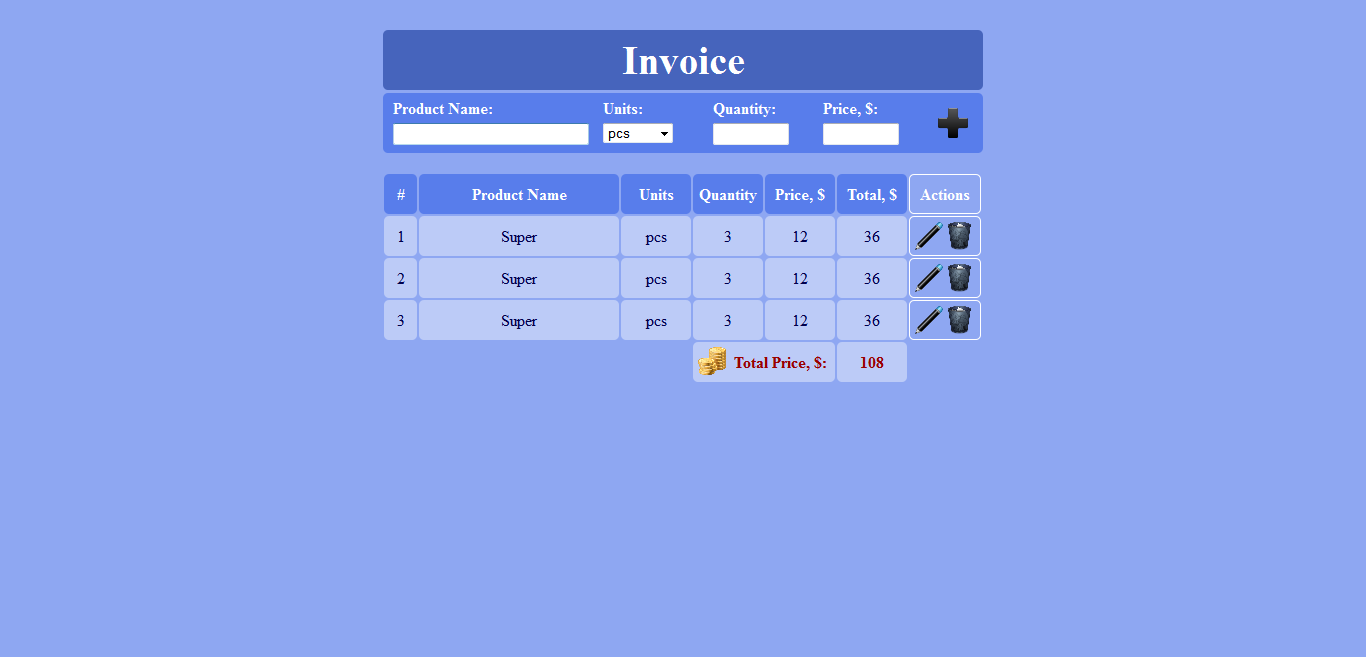 Invoice
Product Name: Units: Quantity: Price, $:
pcs
# Product Name Units Quantity Price, $ Total, $ Actions
1 Super pcs 3 12 36
2 Super pcs 3 12 36
3 Super pcs 3 12 36
Total Price, $: 108